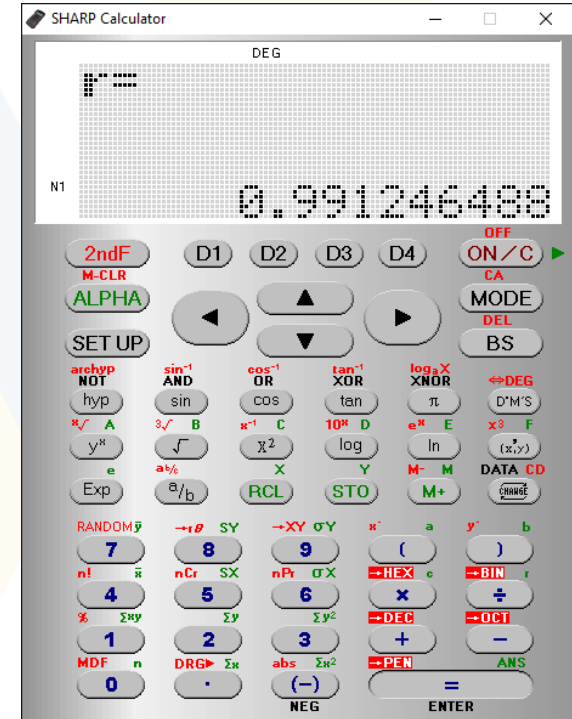 SHARP Calculator
DEG
r=
N1
0.991246488
OFF
2ndF D1 D2 D3 D4 ON/C
M-CLR CA
ALPHA MODE
DEL
SET UP BS
archyp sin⁻¹ cos⁻¹ tan⁻¹ logₐX
NOT AND OR XOR XNOR ⇔DEG
hyp sin cos tan π D°M'S
ˣ√ A ³√ B x⁻¹ C 10ˣ D eˣ E x³ F
yˣ √ X² log ln (x,y)
e a b/c X Y M- M DATA CD
Exp a/b RCL STO M+ CHANGE
RANDOM ȳ →rθ SY →XY σY x' a y' b
7 8 9 ( )
n! x̄ nCr SX nPr σX →HEX c →BIN r
4 5 6 × ÷
% Σxy Σy Σy² →DEC →OCT
1 2 3 + −
MDF n DRG▶ Σx abs Σx² →PEN ANS
0 · (−) =
NEG ENTER